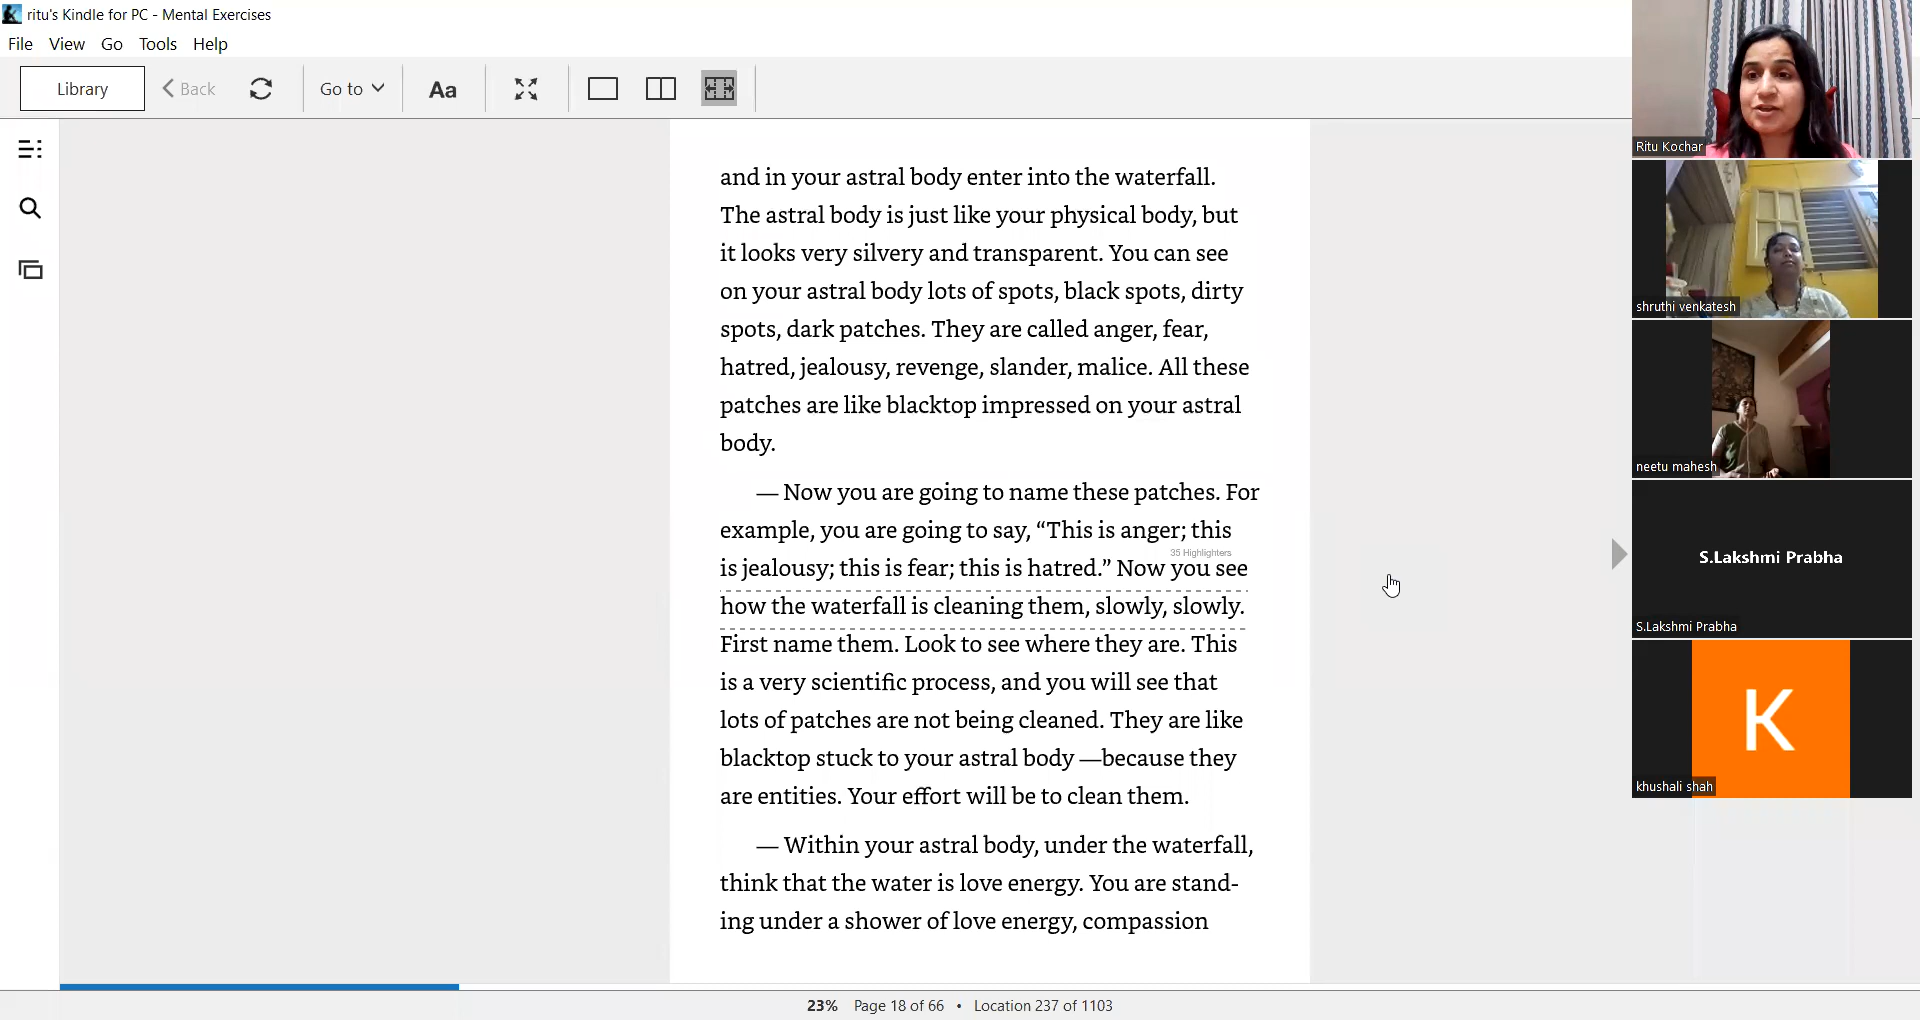 ritu's Kindle for PC - Mental Exercises
File View Go Tools Help
Library Back Go to Aa
and in your astral body enter into the waterfall.
The astral body is just like your physical body, but
it looks very silvery and transparent. You can see
on your astral body lots of spots, black spots, dirty
spots, dark patches. They are called anger, fear,
hatred, jealousy, revenge, slander, malice. All these
patches are like blacktop impressed on your astral
body.
— Now you are going to name these patches. For
example, you are going to say, “This is anger; this
35 Highlighters
is jealousy; this is fear; this is hatred.” Now you see
how the waterfall is cleaning them, slowly, slowly.
First name them. Look to see where they are. This
is a very scientific process, and you will see that
lots of patches are not being cleaned. They are like
blacktop stuck to your astral body —because they
are entities. Your effort will be to clean them.
— Within your astral body, under the waterfall,
think that the water is love energy. You are stand-
ing under a shower of love energy, compassion
23% Page 18 of 66 • Location 237 of 1103
Ritu Kochar
shruthi venkatesh
neetu mahesh
S.Lakshmi Prabha
S.Lakshmi Prabha
K
khushali shah